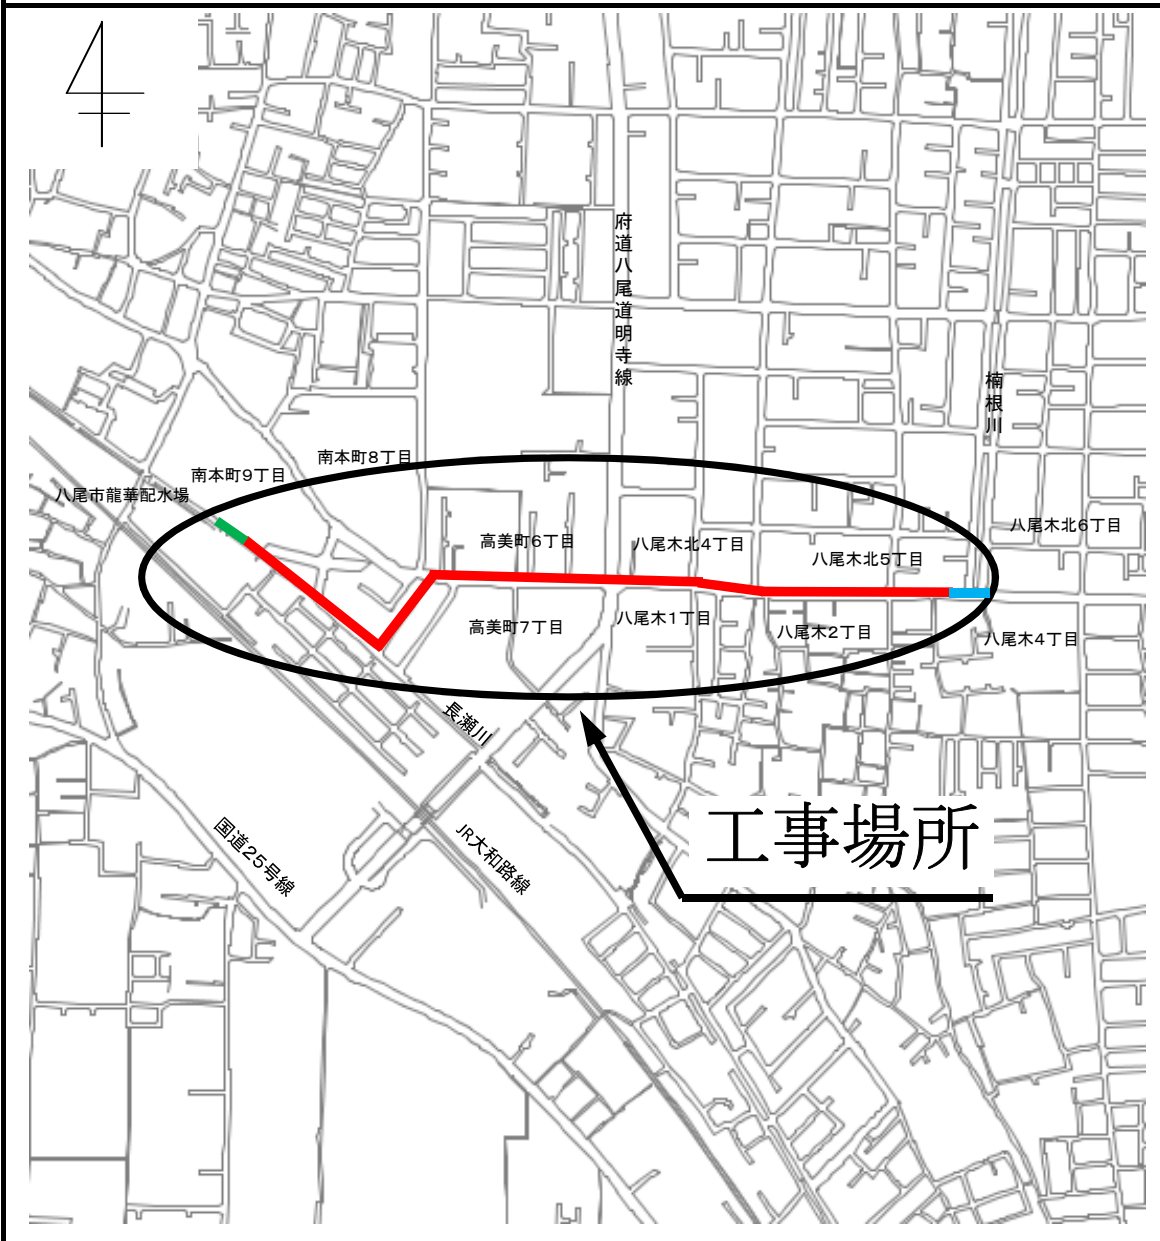 府道八尾道明寺線
楠根川
南本町8丁目
南本町9丁目
八尾市龍華配水場
高美町6丁目
八尾木北4丁目
八尾木北5丁目
八尾木北6丁目
高美町7丁目
八尾木1丁目
八尾木2丁目
八尾木4丁目
長瀬川
工事場所
国道25号線
JR大和路線